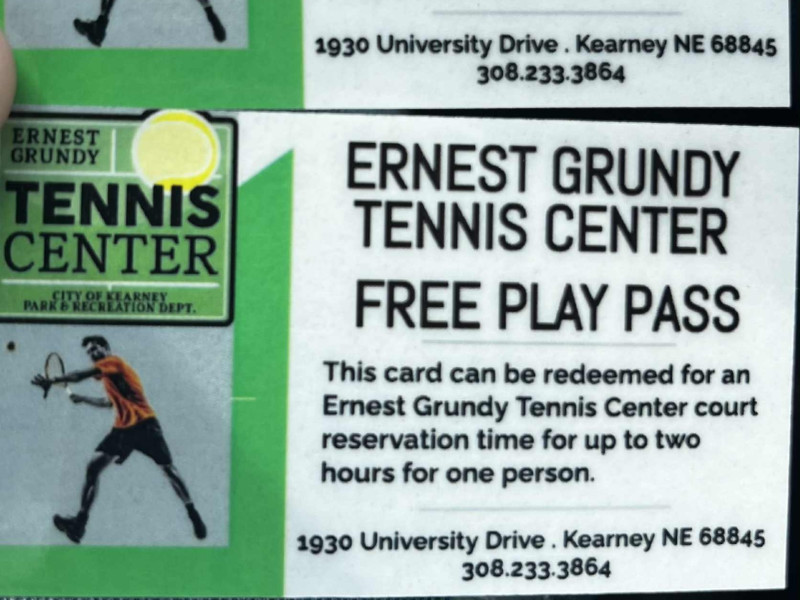 1930 University Drive . Kearney NE 68845
308.233.3864
ERNEST
GRUNDY
TENNIS
CENTER
CITY OF KEARNEY
PARK & RECREATION DEPT.
ERNEST GRUNDY
TENNIS CENTER
FREE PLAY PASS
This card can be redeemed for an
Ernest Grundy Tennis Center court
reservation time for up to two
hours for one person.
1930 University Drive . Kearney NE 68845
308.233.3864